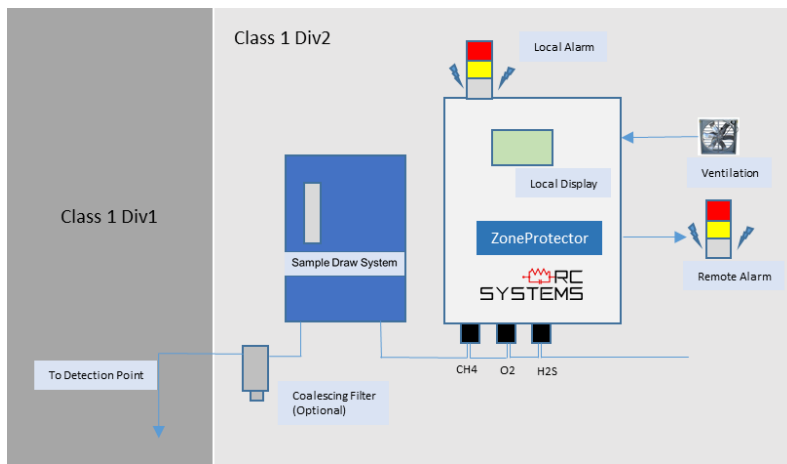 Class 1 Div2
Local Alarm
Local Display
Ventilation
Class 1 Div1
ZoneProtector
Sample Draw System
Remote Alarm
RC
SYSTEMS
To Detection Point
CH4
O2
H2S
Coalescing Filter
(Optional)